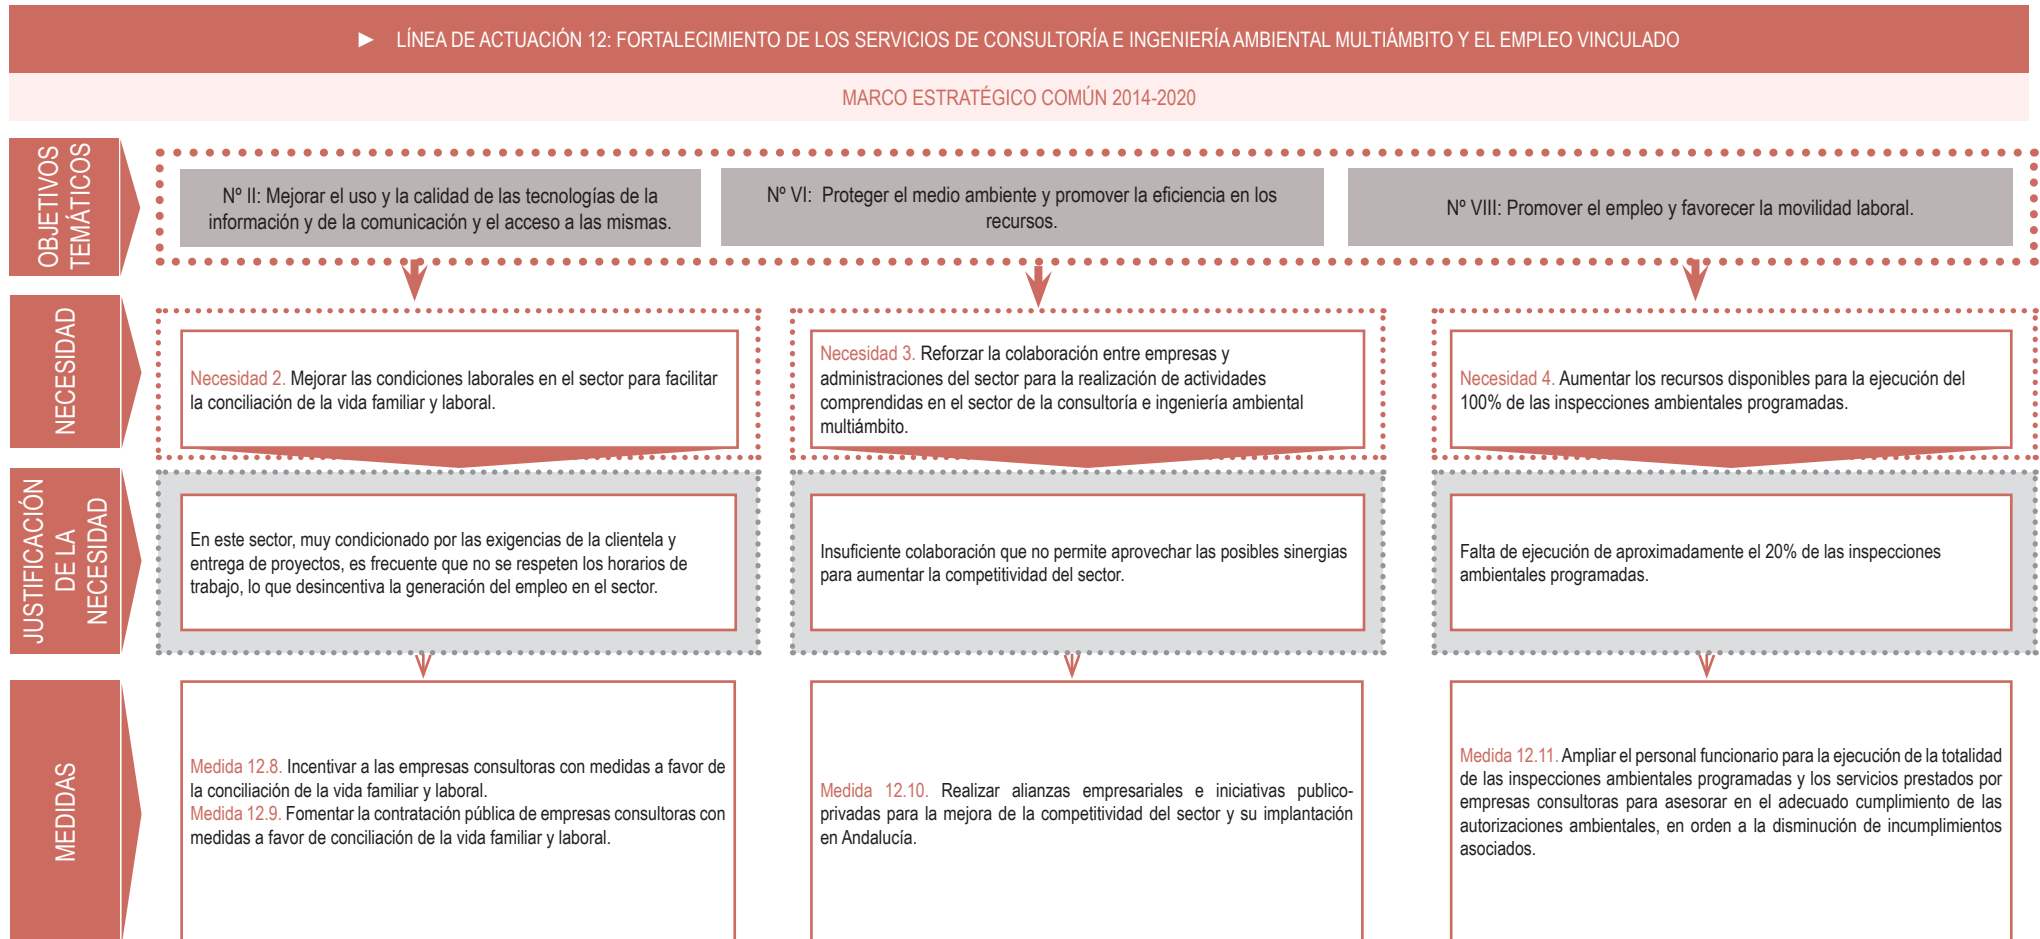 ► LÍNEA DE ACTUACIÓN 12: FORTALECIMIENTO DE LOS SERVICIOS DE CONSULTORÍA E INGENIERÍA AMBIENTAL MULTIÁMBITO Y EL EMPLEO VINCULADO
MARCO ESTRATÉGICO COMÚN 2014-2020
OBJETIVOS
TEMÁTICOS
Nº II: Mejorar el uso y la calidad de las tecnologías de la
información y de la comunicación y el acceso a las mismas.
Nº VI: Proteger el medio ambiente y promover la eficiencia en los
recursos.
Nº VIII: Promover el empleo y favorecer la movilidad laboral.
NECESIDAD
Necesidad 2. Mejorar las condiciones laborales en el sector para facilitar
la conciliación de la vida familiar y laboral.
Necesidad 3. Reforzar la colaboración entre empresas y
administraciones del sector para la realización de actividades
comprendidas en el sector de la consultoría e ingeniería ambiental
multiámbito.
Necesidad 4. Aumentar los recursos disponibles para la ejecución del
100% de las inspecciones ambientales programadas.
JUSTIFICACIÓN
DE LA
NECESIDAD
En este sector, muy condicionado por las exigencias de la clientela y
entrega de proyectos, es frecuente que no se respeten los horarios de
trabajo, lo que desincentiva la generación del empleo en el sector.
Insuficiente colaboración que no permite aprovechar las posibles sinergias
para aumentar la competitividad del sector.
Falta de ejecución de aproximadamente el 20% de las inspecciones
ambientales programadas.
MEDIDAS
Medida 12.8. Incentivar a las empresas consultoras con medidas a favor de
la conciliación de la vida familiar y laboral.
Medida 12.9. Fomentar la contratación pública de empresas consultoras con
medidas a favor de conciliación de la vida familiar y laboral.
Medida 12.10. Realizar alianzas empresariales e iniciativas publico-
privadas para la mejora de la competitividad del sector y su implantación
en Andalucía.
Medida 12.11. Ampliar el personal funcionario para la ejecución de la totalidad
de las inspecciones ambientales programadas y los servicios prestados por
empresas consultoras para asesorar en el adecuado cumplimiento de las
autorizaciones ambientales, en orden a la disminución de incumplimientos
asociados.